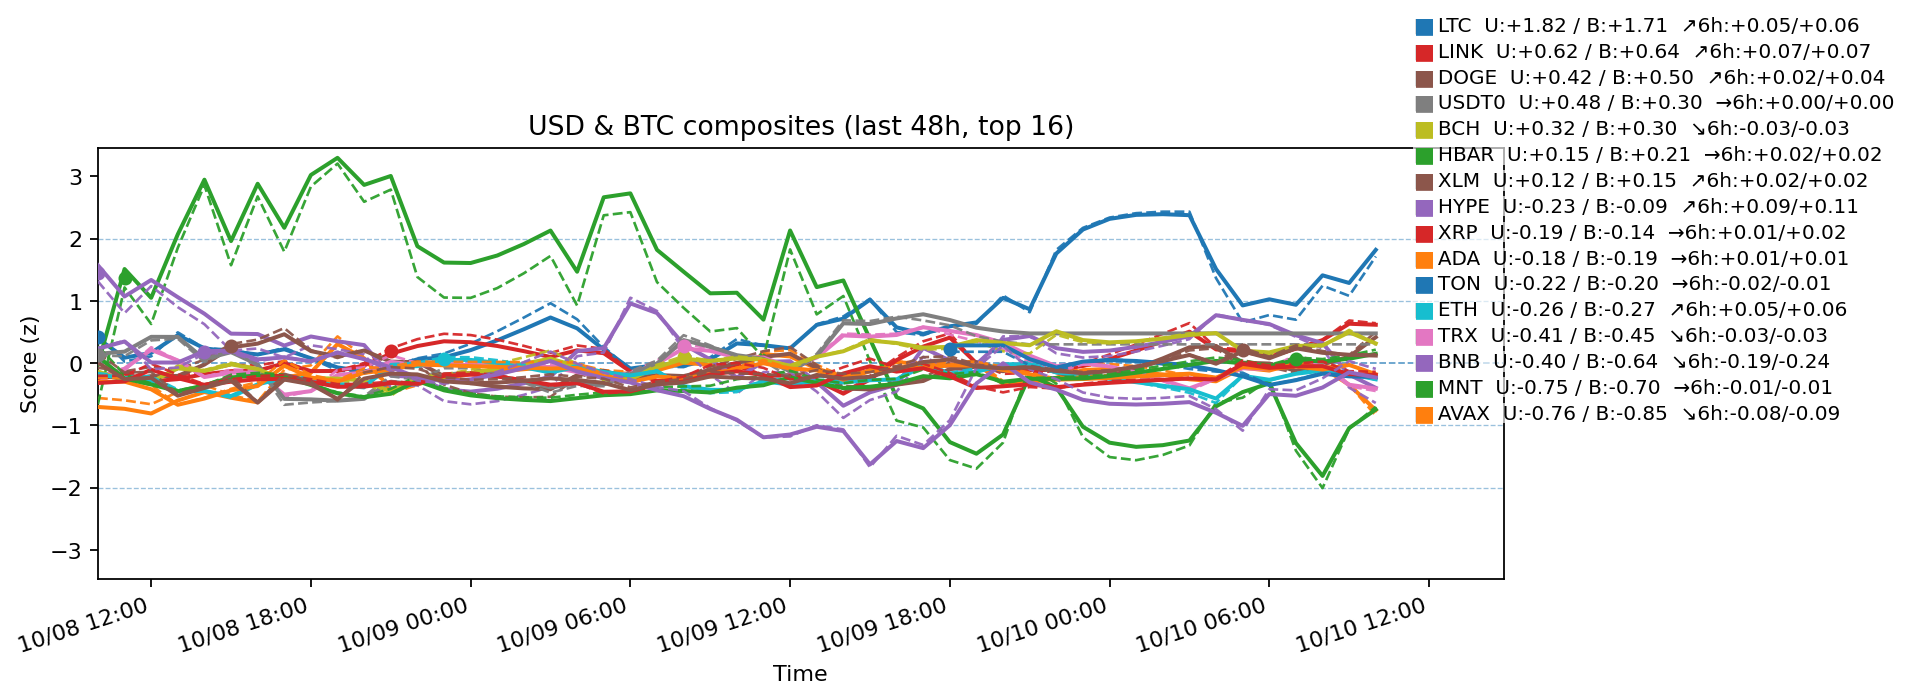 LTC  U:+1.82 / B:+1.71  ↗6h:+0.05/+0.06
LINK  U:+0.62 / B:+0.64  ↗6h:+0.07/+0.07
DOGE  U:+0.42 / B:+0.50  ↗6h:+0.02/+0.04
USDT0  U:+0.48 / B:+0.30  →6h:+0.00/+0.00
BCH  U:+0.32 / B:+0.30  ↘6h:-0.03/-0.03
HBAR  U:+0.15 / B:+0.21  →6h:+0.02/+0.02
XLM  U:+0.12 / B:+0.15  ↗6h:+0.02/+0.02
HYPE  U:-0.23 / B:-0.09  ↗6h:+0.09/+0.11
XRP  U:-0.19 / B:-0.14  →6h:+0.01/+0.02
ADA  U:-0.18 / B:-0.19  →6h:+0.01/+0.01
TON  U:-0.22 / B:-0.20  →6h:-0.02/-0.01
ETH  U:-0.26 / B:-0.27  ↗6h:+0.05/+0.06
TRX  U:-0.41 / B:-0.45  ↘6h:-0.03/-0.03
BNB  U:-0.40 / B:-0.64  ↘6h:-0.19/-0.24
MNT  U:-0.75 / B:-0.70  →6h:-0.01/-0.01
AVAX  U:-0.76 / B:-0.85  ↘6h:-0.08/-0.09
USD & BTC composites (last 48h, top 16)
Score (z)
3
2
1
0
−1
−2
−3
10/08 12:00
10/08 18:00
10/09 00:00
10/09 06:00
10/09 12:00
10/09 18:00
10/10 00:00
10/10 06:00
10/10 12:00
Time